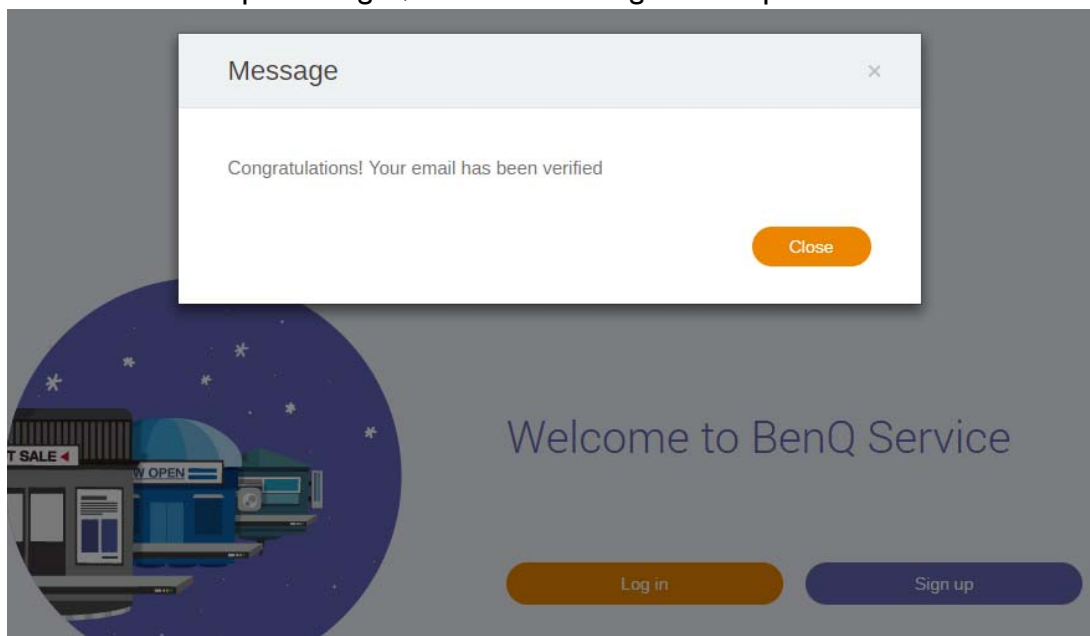 Message
×
Congratulations! Your email has been verified
Close
T SALE
W OPEN
Welcome to BenQ Service
Log in
Sign up